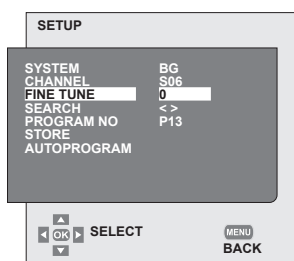 SETUP
SYSTEM BG
CHANNEL S06
FINE TUNE 0
SEARCH < >
PROGRAM NO P13
STORE
AUTOPROGRAM
OK SELECT MENU
BACK